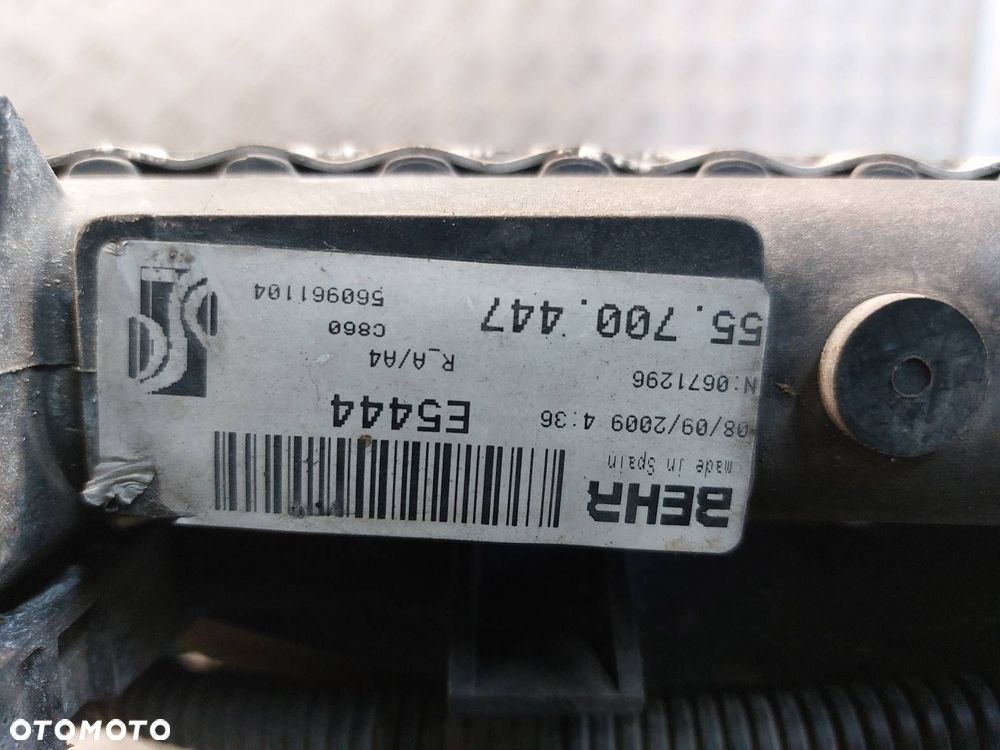 BEHR
made in Spain
08/09/2009 4:36
N:0671296
55.700.447
E5444
R_A/A4
C860
560961104
OTOMOTO